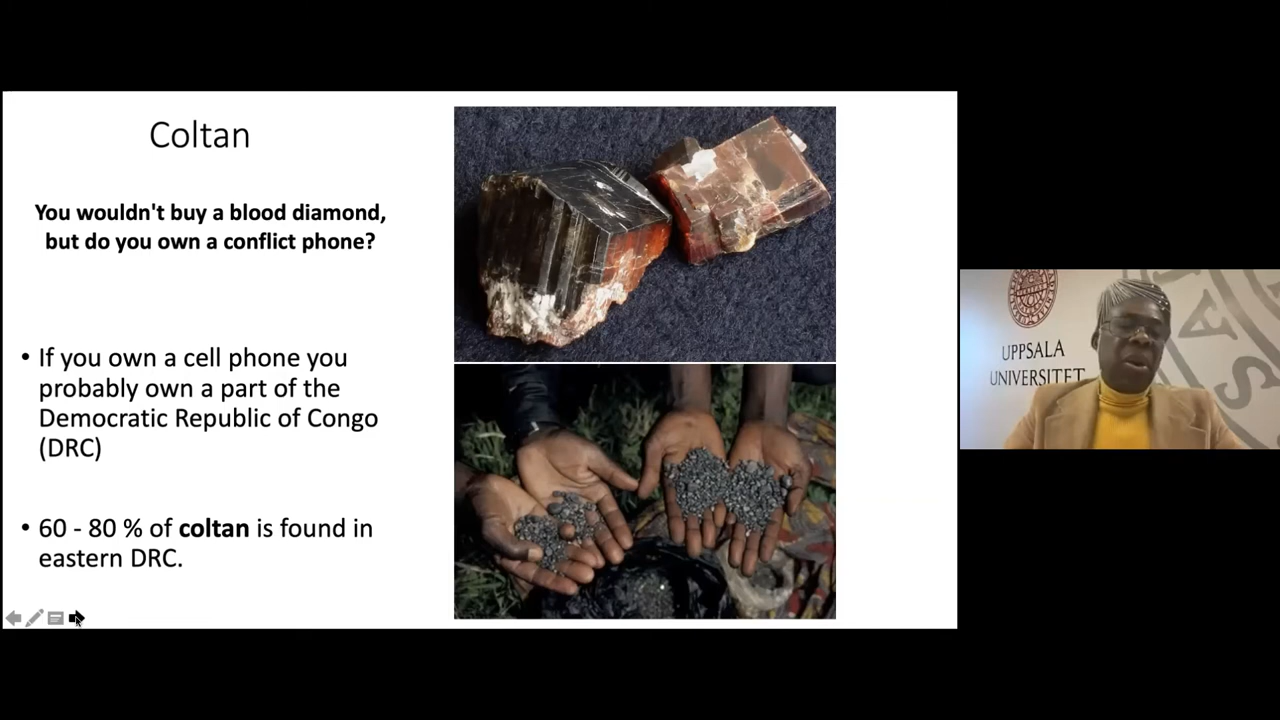 Coltan
You wouldn't buy a blood diamond,
but do you own a conflict phone?
• If you own a cell phone you
probably own a part of the
Democratic Republic of Congo
(DRC)
• 60 - 80 % of coltan is found in
eastern DRC.
UPPSALA
UNIVERSITET